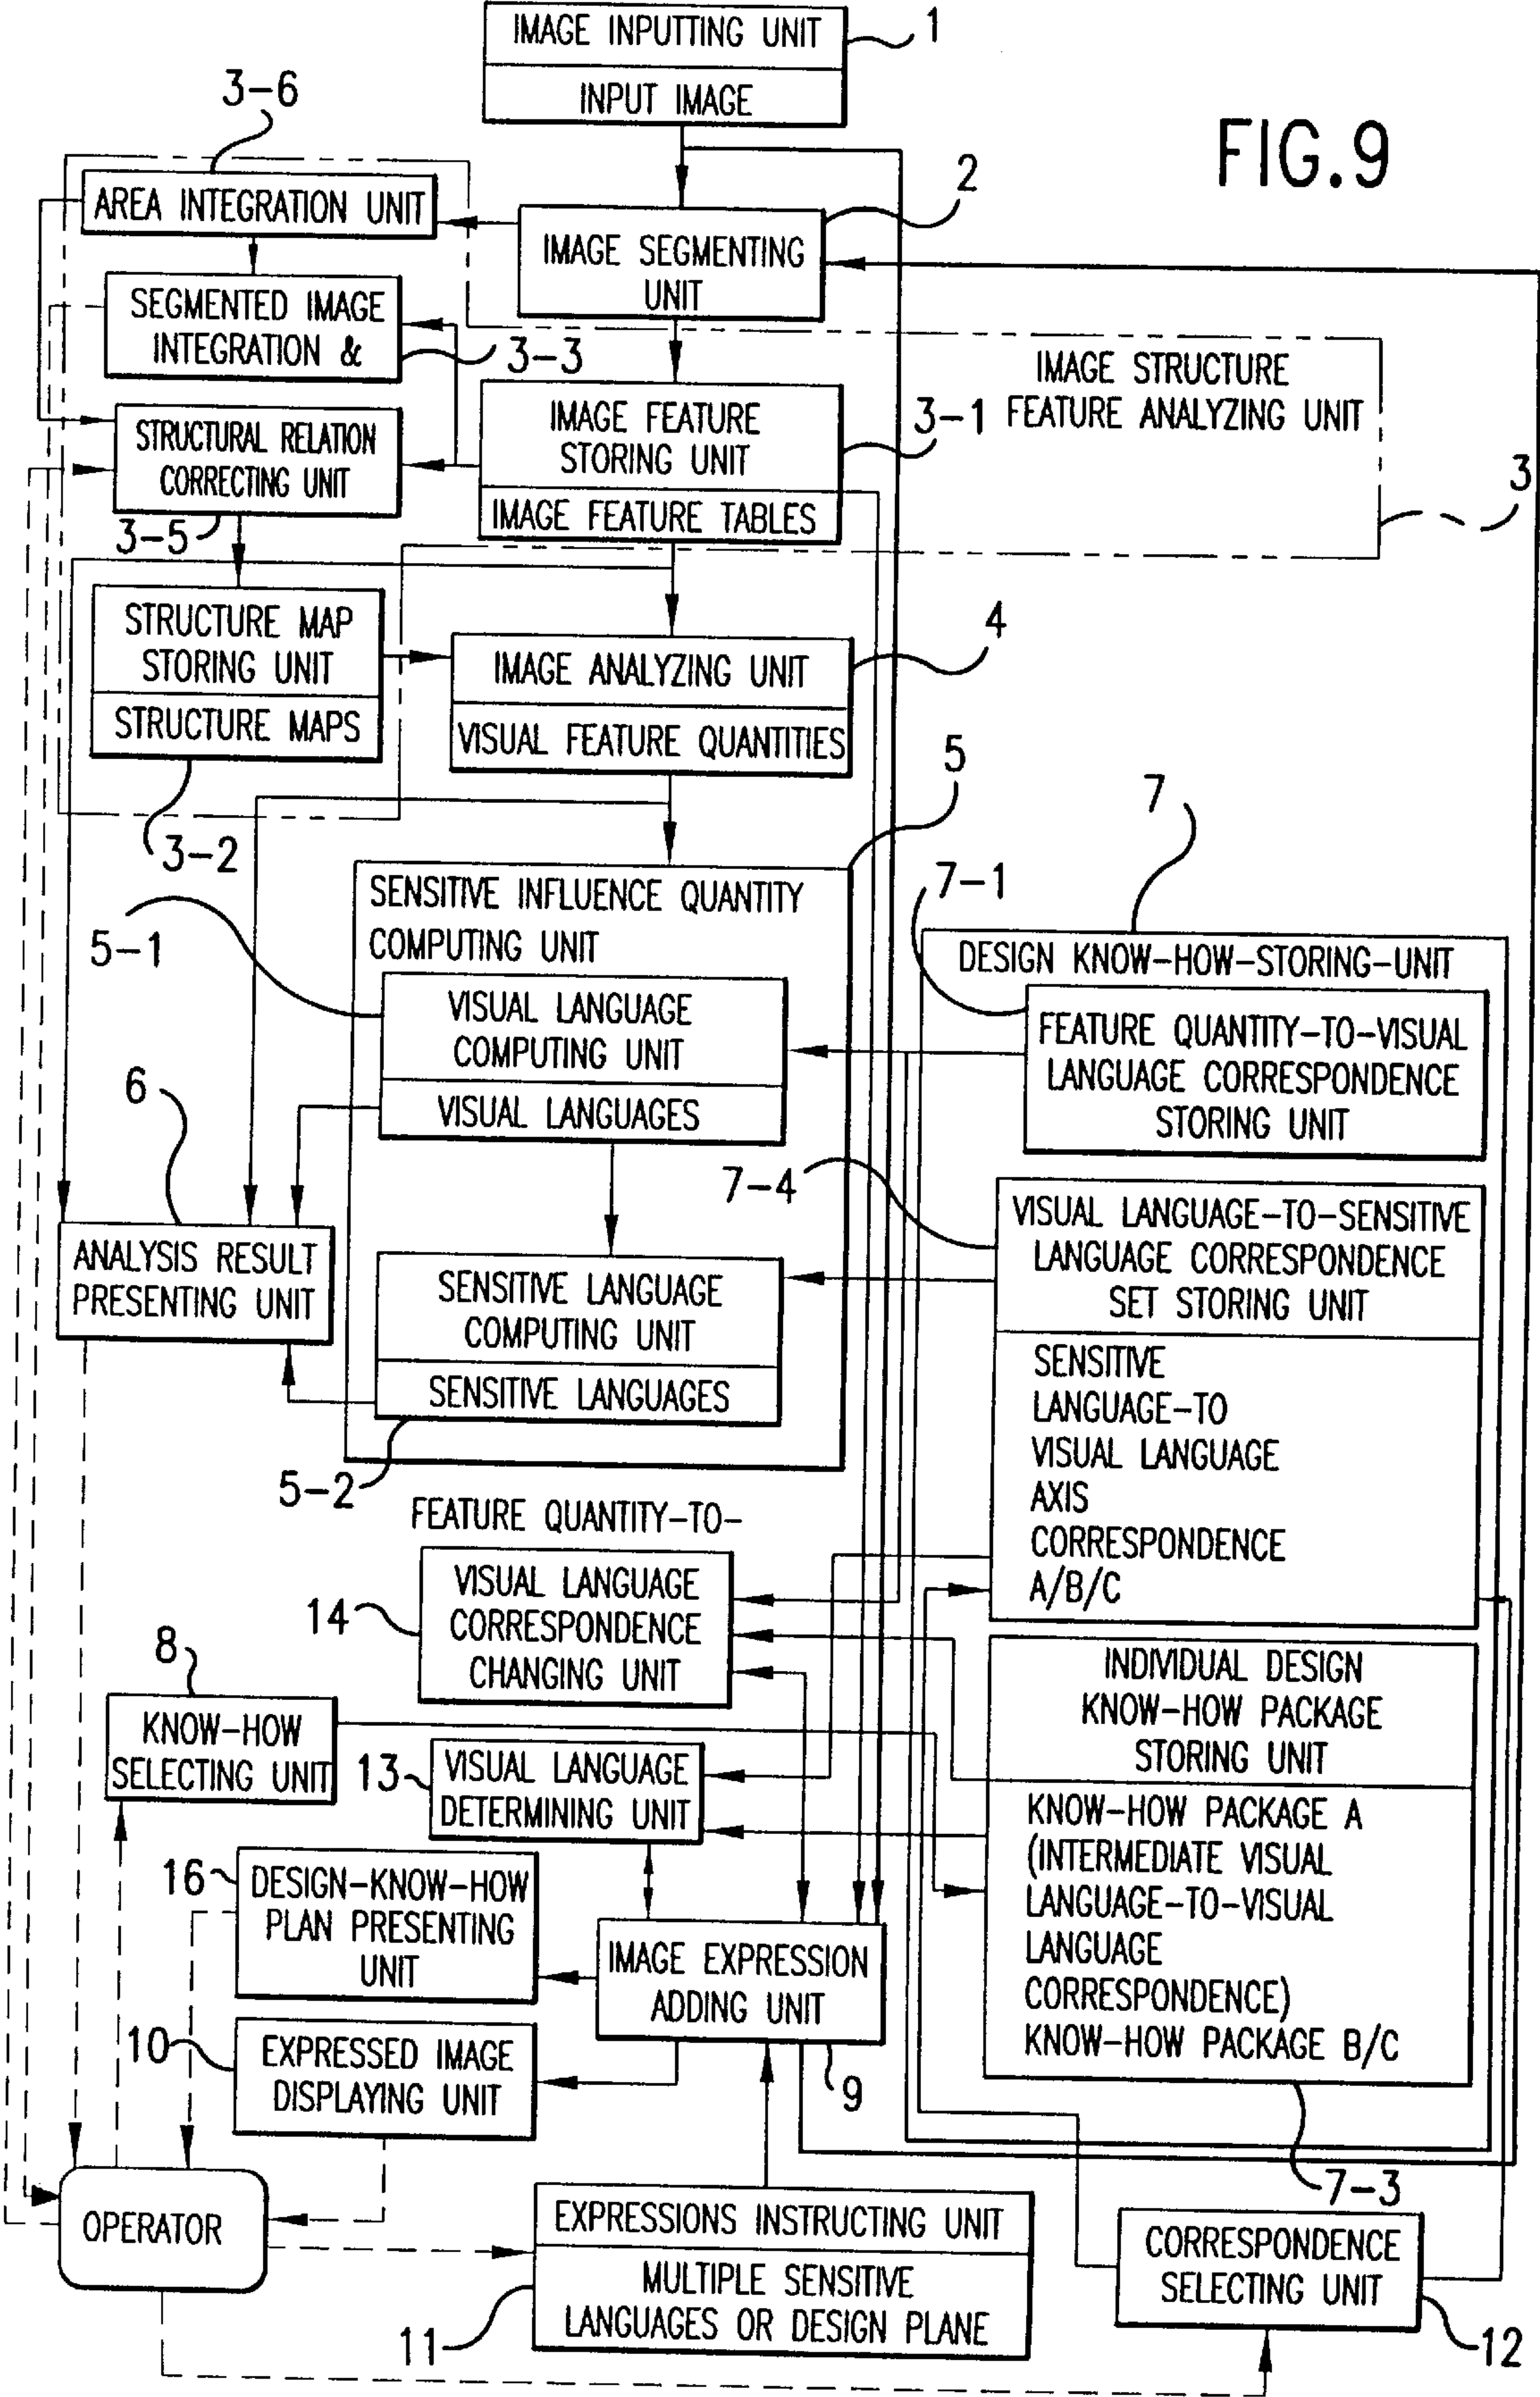 IMAGE INPUTTING UNIT
1
INPUT IMAGE
FIG.9
3-6
AREA INTEGRATION UNIT
2
IMAGE SEGMENTING
UNIT
SEGMENTED IMAGE
INTEGRATION &
3-3
IMAGE STRUCTURE
FEATURE ANALYZING UNIT
3
IMAGE FEATURE
STORING UNIT
3-1
IMAGE FEATURE TABLES
STRUCTURAL RELATION
CORRECTING UNIT
3-5
STRUCTURE MAP
STORING UNIT
STRUCTURE MAPS
3-2
4
IMAGE ANALYZING UNIT
VISUAL FEATURE QUANTITIES
5
SENSITIVE INFLUENCE QUANTITY
COMPUTING UNIT
5-1
VISUAL LANGUAGE
COMPUTING UNIT
VISUAL LANGUAGES
7
7-1
DESIGN KNOW-HOW-STORING-UNIT
FEATURE QUANTITY-TO-VISUAL
LANGUAGE CORRESPONDENCE
STORING UNIT
6
ANALYSIS RESULT
PRESENTING UNIT
7-4
VISUAL LANGUAGE-TO-SENSITIVE
LANGUAGE CORRESPONDENCE
SET STORING UNIT
SENSITIVE LANGUAGE
COMPUTING UNIT
SENSITIVE LANGUAGES
5-2
SENSITIVE
LANGUAGE-TO
VISUAL LANGUAGE
AXIS
CORRESPONDENCE
A/B/C
FEATURE QUANTITY-TO-
VISUAL LANGUAGE
CORRESPONDENCE
CHANGING UNIT
14
8
KNOW-HOW
SELECTING UNIT
13
VISUAL LANGUAGE
DETERMINING UNIT
INDIVIDUAL DESIGN
KNOW-HOW PACKAGE
STORING UNIT
KNOW-HOW PACKAGE A
(INTERMEDIATE VISUAL
LANGUAGE-TO-VISUAL
LANGUAGE
CORRESPONDENCE)
KNOW-HOW PACKAGE B/C
7-3
16
DESIGN-KNOW-HOW
PLAN PRESENTING
UNIT
IMAGE EXPRESSION
ADDING UNIT
9
10
EXPRESSED IMAGE
DISPLAYING UNIT
OPERATOR
EXPRESSIONS INSTRUCTING UNIT
MULTIPLE SENSITIVE
LANGUAGES OR DESIGN PLANE
11
CORRESPONDENCE
SELECTING UNIT
12